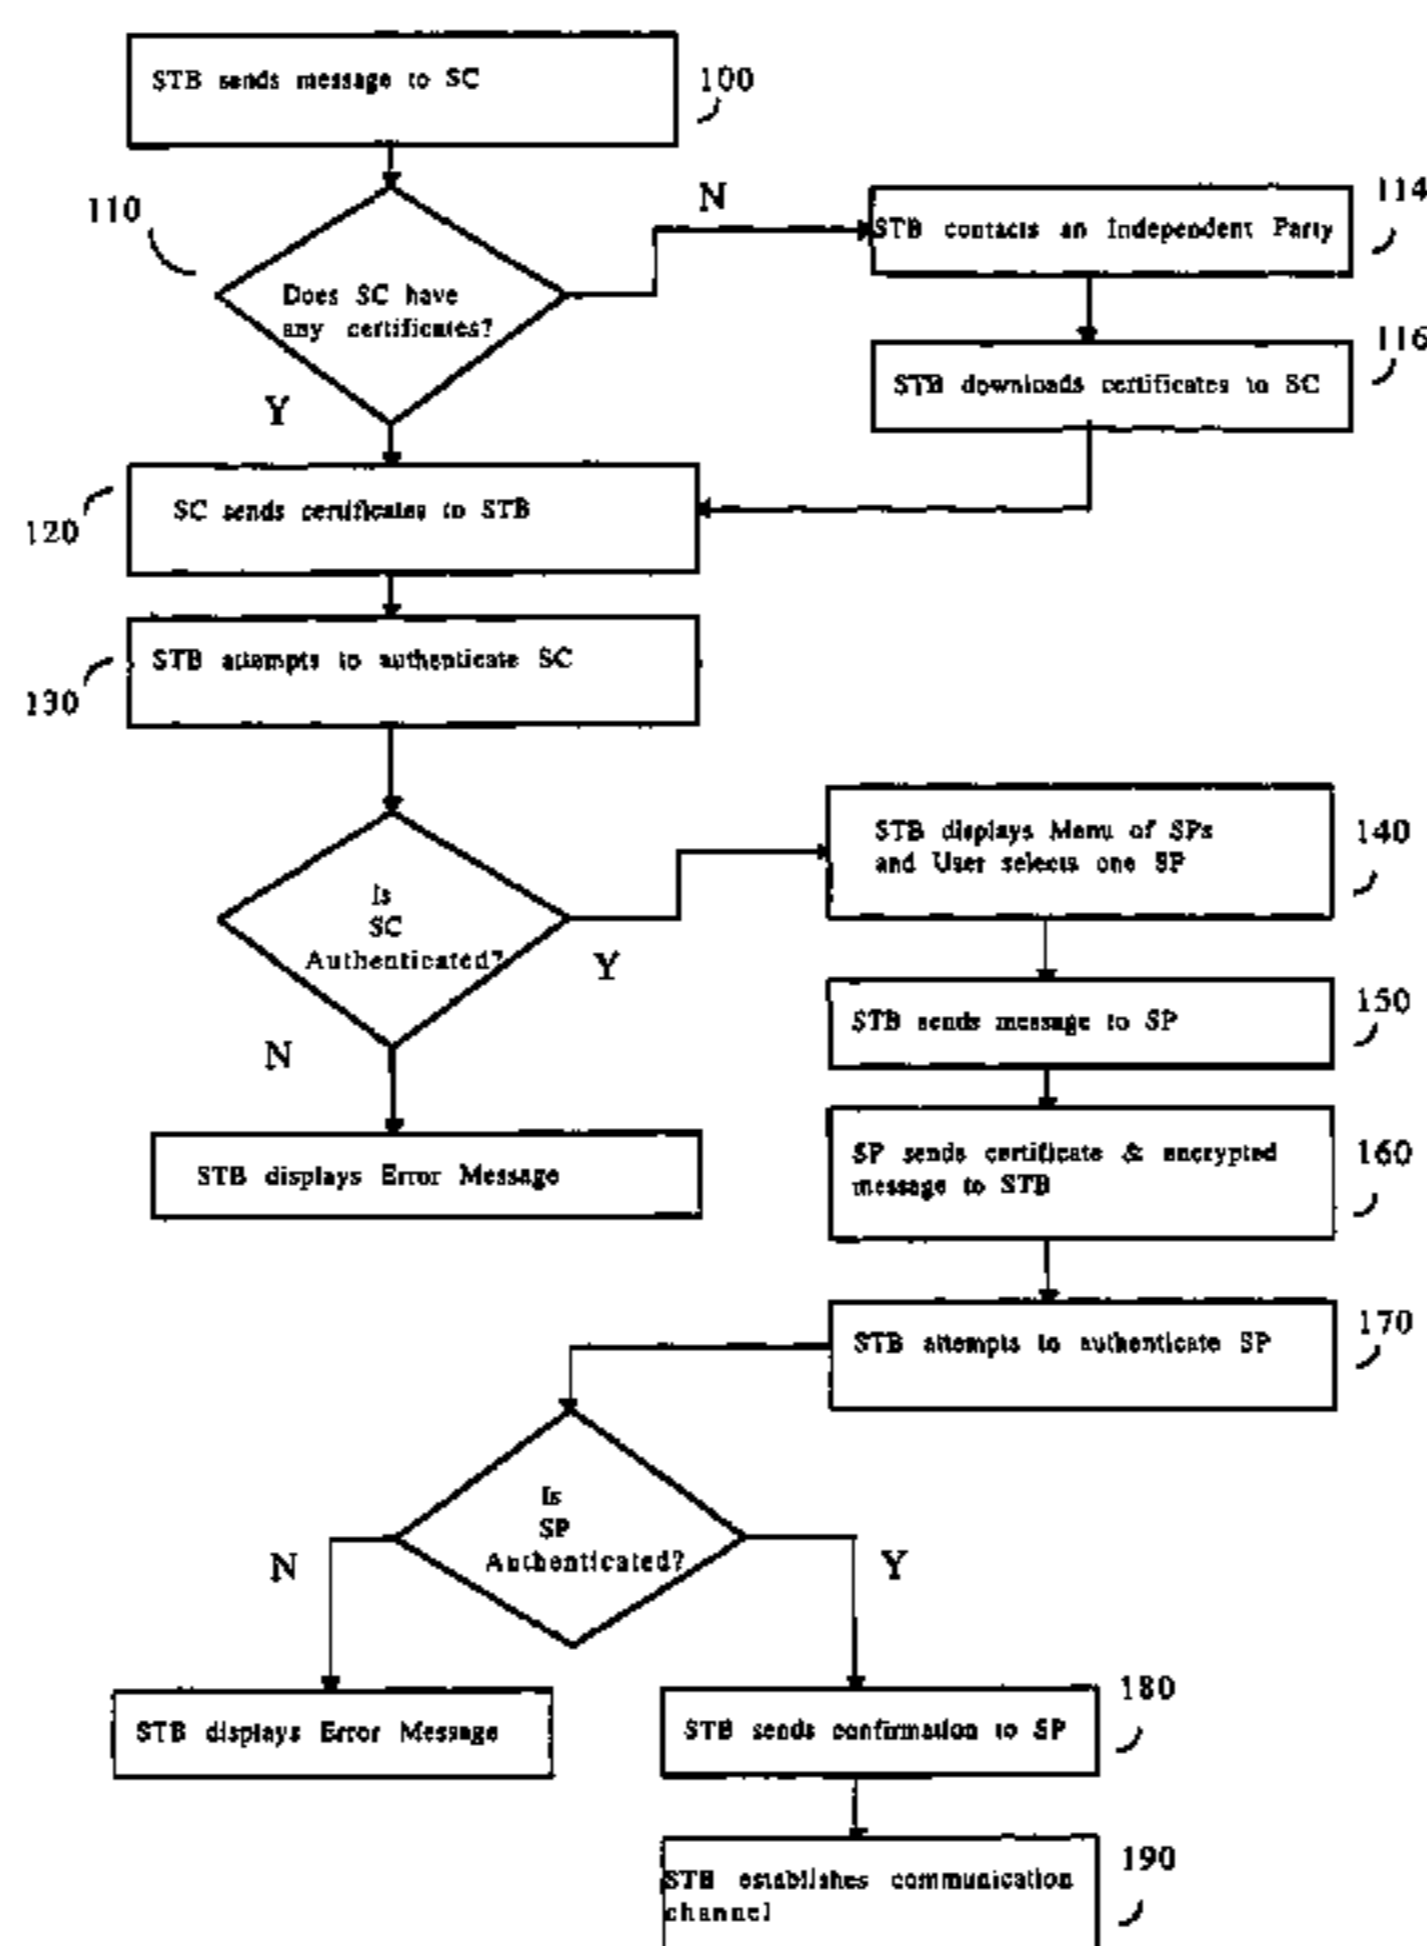 STB sends message to SC
100
110
Does SC have
any certificates?
N
Y
STB contacts an Independent Party
114
STB downloads certificates to SC
116
SC sends certificates to STB
120
STB attempts to authenticate SC
130
Is
SC
Authenticated?
Y
N
STB displays Menu of SPs
and User selects one SP
140
STB sends message to SP
150
STB displays Error Message
SP sends certificate & encrypted
message to STB
160
STB attempts to authenticate SP
170
Is
SP
Authenticated?
N
Y
STB displays Error Message
STB sends confirmation to SP
180
STB establishes communication
channel
190